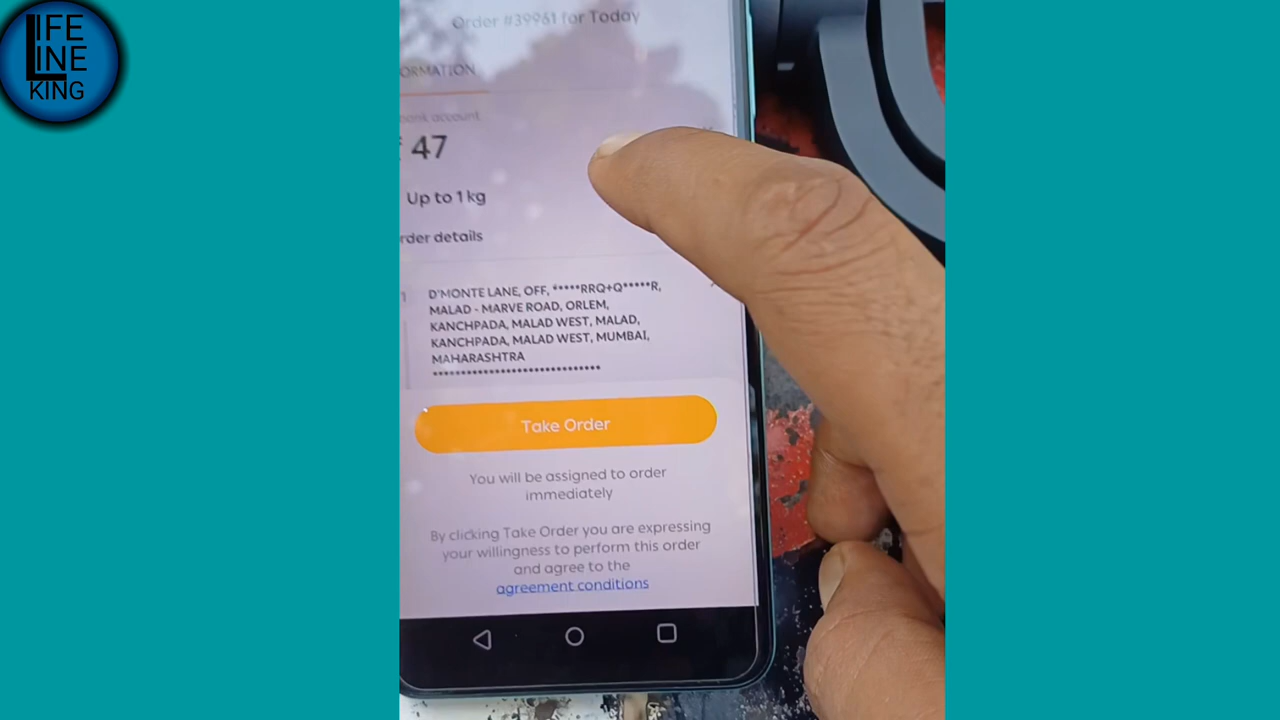 LIFE
LINE
KING
Order #39961 for Today
ORMATION
account
47
Up to 1 kg
rder details
1
D'MONTE LANE, OFF, *****RRQ+Q*****R,
MALAD - MARVE ROAD, ORLEM,
KANCHPADA, MALAD WEST, MALAD,
KANCHPADA, MALAD WEST, MUMBAI,
MAHARASHTRA
******************************
Take Order
You will be assigned to order
immediately
By clicking Take Order you are expressing
your willingness to perform this order
and agree to the
agreement conditions